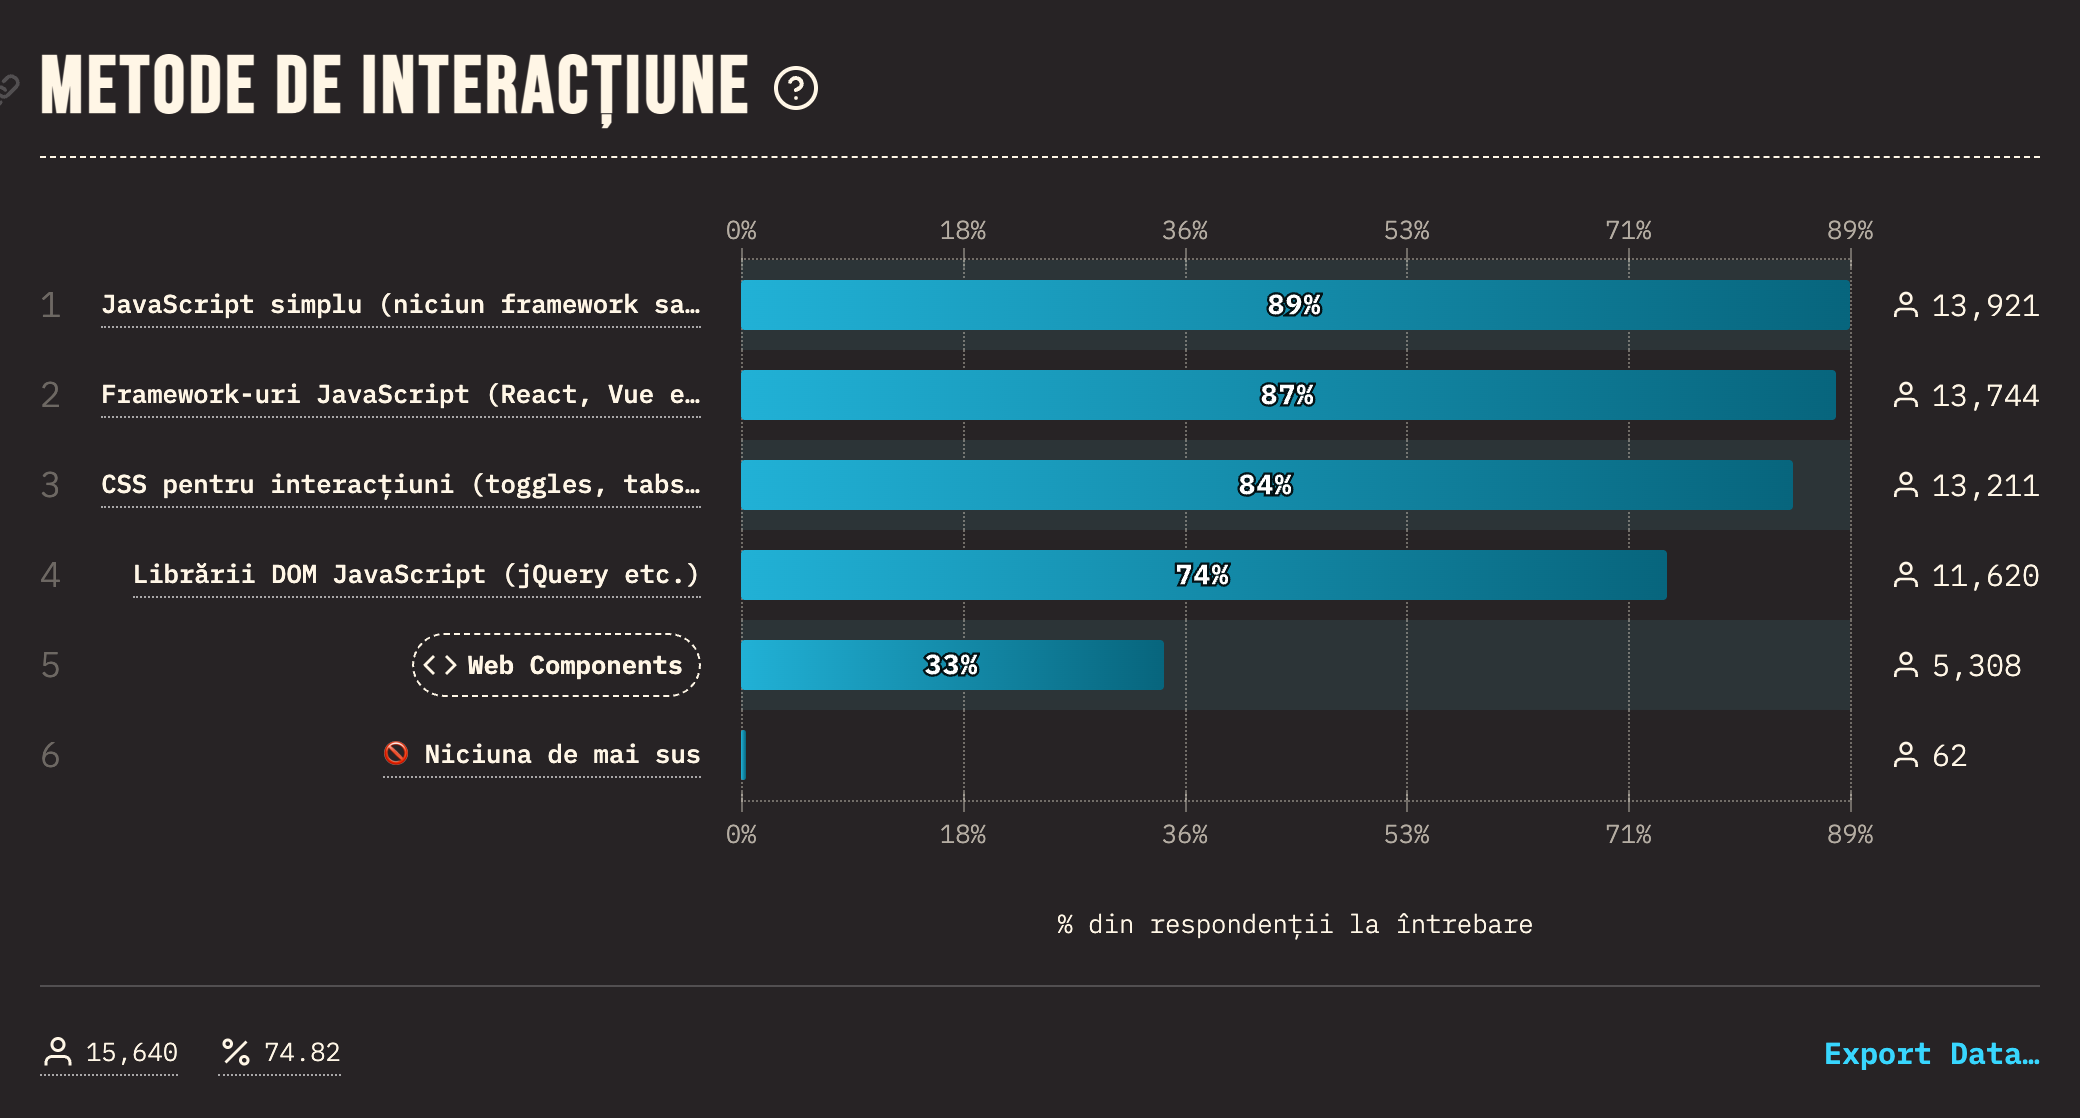 METODE DE INTERACȚIUNE
0% 18% 36% 53% 71% 89%
1 JavaScript simplu (niciun framework sa… 89% 13,921
2 Framework-uri JavaScript (React, Vue e… 87% 13,744
3 CSS pentru interacțiuni (toggles, tabs… 84% 13,211
4 Librării DOM JavaScript (jQuery etc.) 74% 11,620
5 Web Components 33% 5,308
6 Niciuna de mai sus 62
0% 18% 36% 53% 71% 89%
% din respondenții la întrebare
15,640 % 74.82 Export Data…